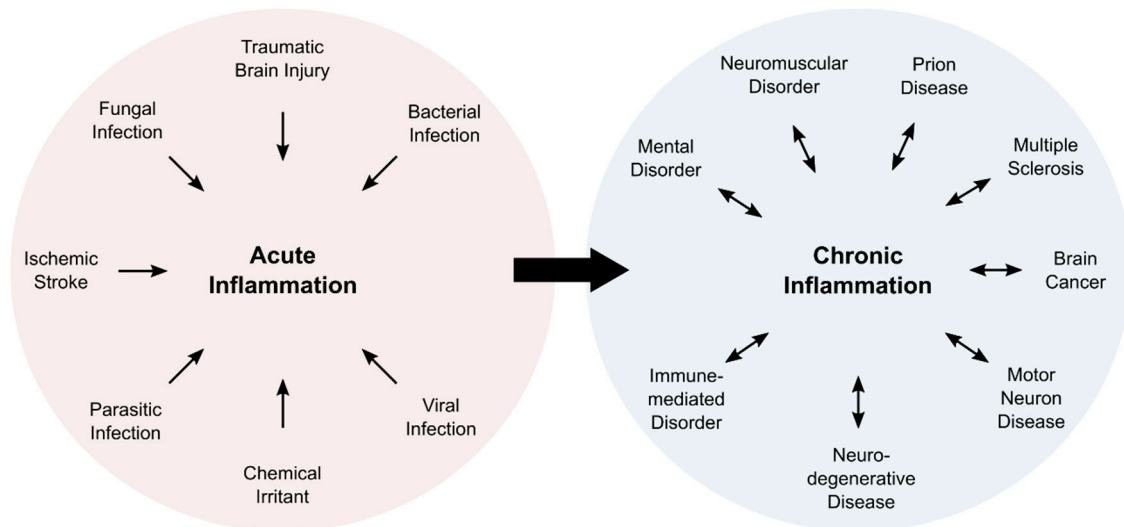 Traumatic
Brain Injury
Bacterial
Infection
Viral
Infection
Chemical
Irritant
Parasitic
Infection
Ischemic
Stroke
Fungal
Infection
Acute
Inflammation
Neuromuscular
Disorder
Prion
Disease
Multiple
Sclerosis
Brain
Cancer
Motor
Neuron
Disease
Neuro-
degenerative
Disease
Immune-
mediated
Disorder
Mental
Disorder
Chronic
Inflammation